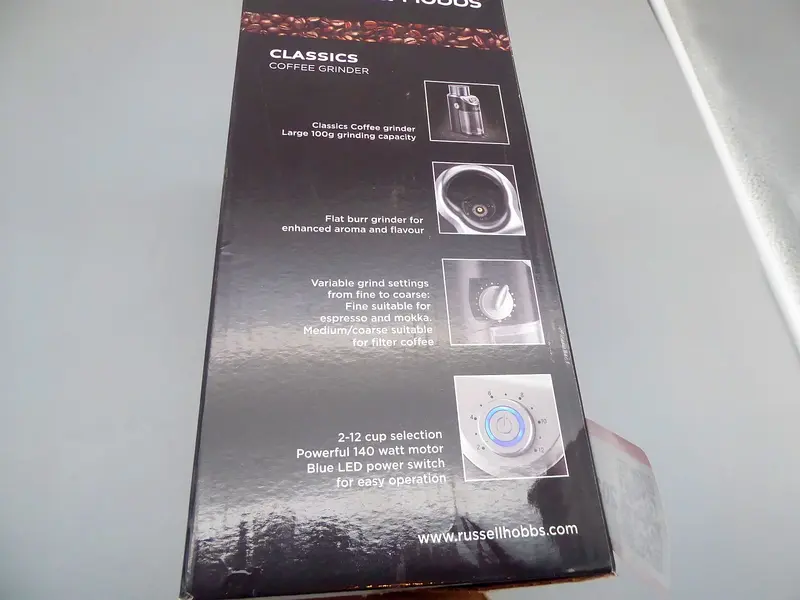 Hobbs
CLASSICS
COFFEE GRINDER
Classics Coffee grinder
Large 100g grinding capacity
Flat burr grinder for
enhanced aroma and flavour
Variable grind settings
from fine to coarse:
Fine suitable for
espresso and mokka.
Medium/coarse suitable
for filter coffee
2-12 cup selection
Powerful 140 watt motor
Blue LED power switch
for easy operation
www.russellhobbs.com